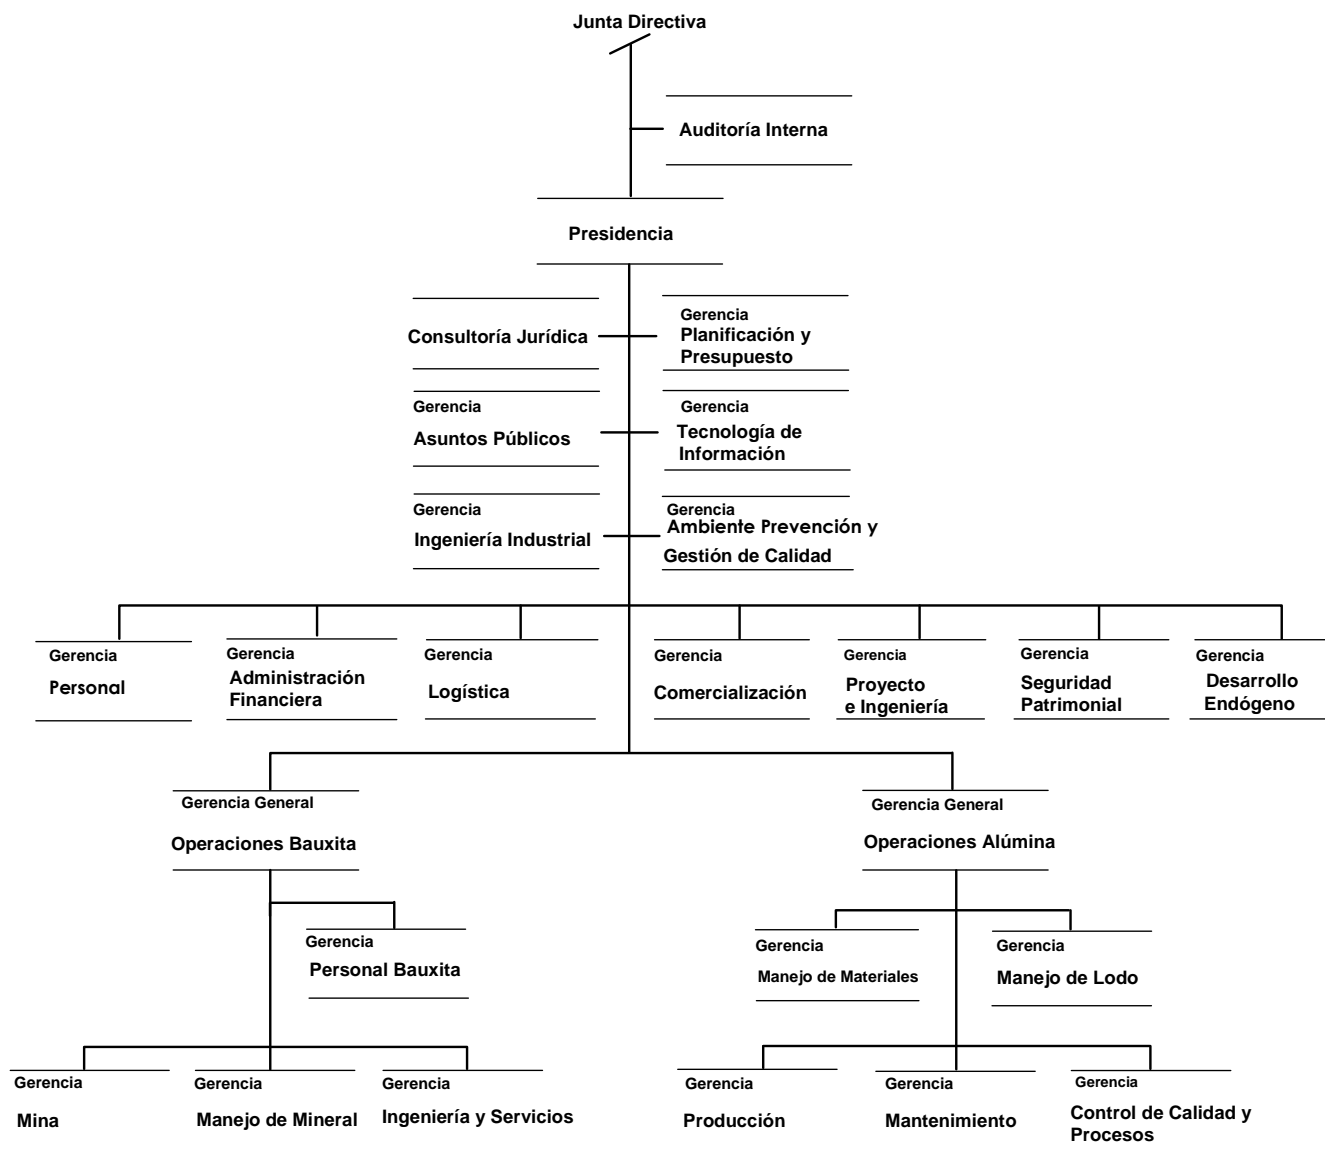 Junta Directiva
Auditoría Interna
Presidencia
Consultoría Jurídica
Gerencia
Planificación y
Presupuesto
Gerencia
Asuntos Públicos
Gerencia
Tecnología de
Información
Gerencia
Ingeniería Industrial
Gerencia
Ambiente Prevención y
Gestión de Calidad
Gerencia
Personal
Gerencia
Administración
Financiera
Gerencia
Logística
Gerencia
Comercialización
Gerencia
Proyecto
e Ingeniería
Gerencia
Seguridad
Patrimonial
Gerencia
Desarrollo
Endógeno
Gerencia General
Operaciones Bauxita
Gerencia General
Operaciones Alúmina
Gerencia
Personal Bauxita
Gerencia
Manejo de Materiales
Gerencia
Manejo de Lodo
Gerencia
Mina
Gerencia
Manejo de Mineral
Gerencia
Ingeniería y Servicios
Gerencia
Producción
Gerencia
Mantenimiento
Gerencia
Control de Calidad y
Procesos